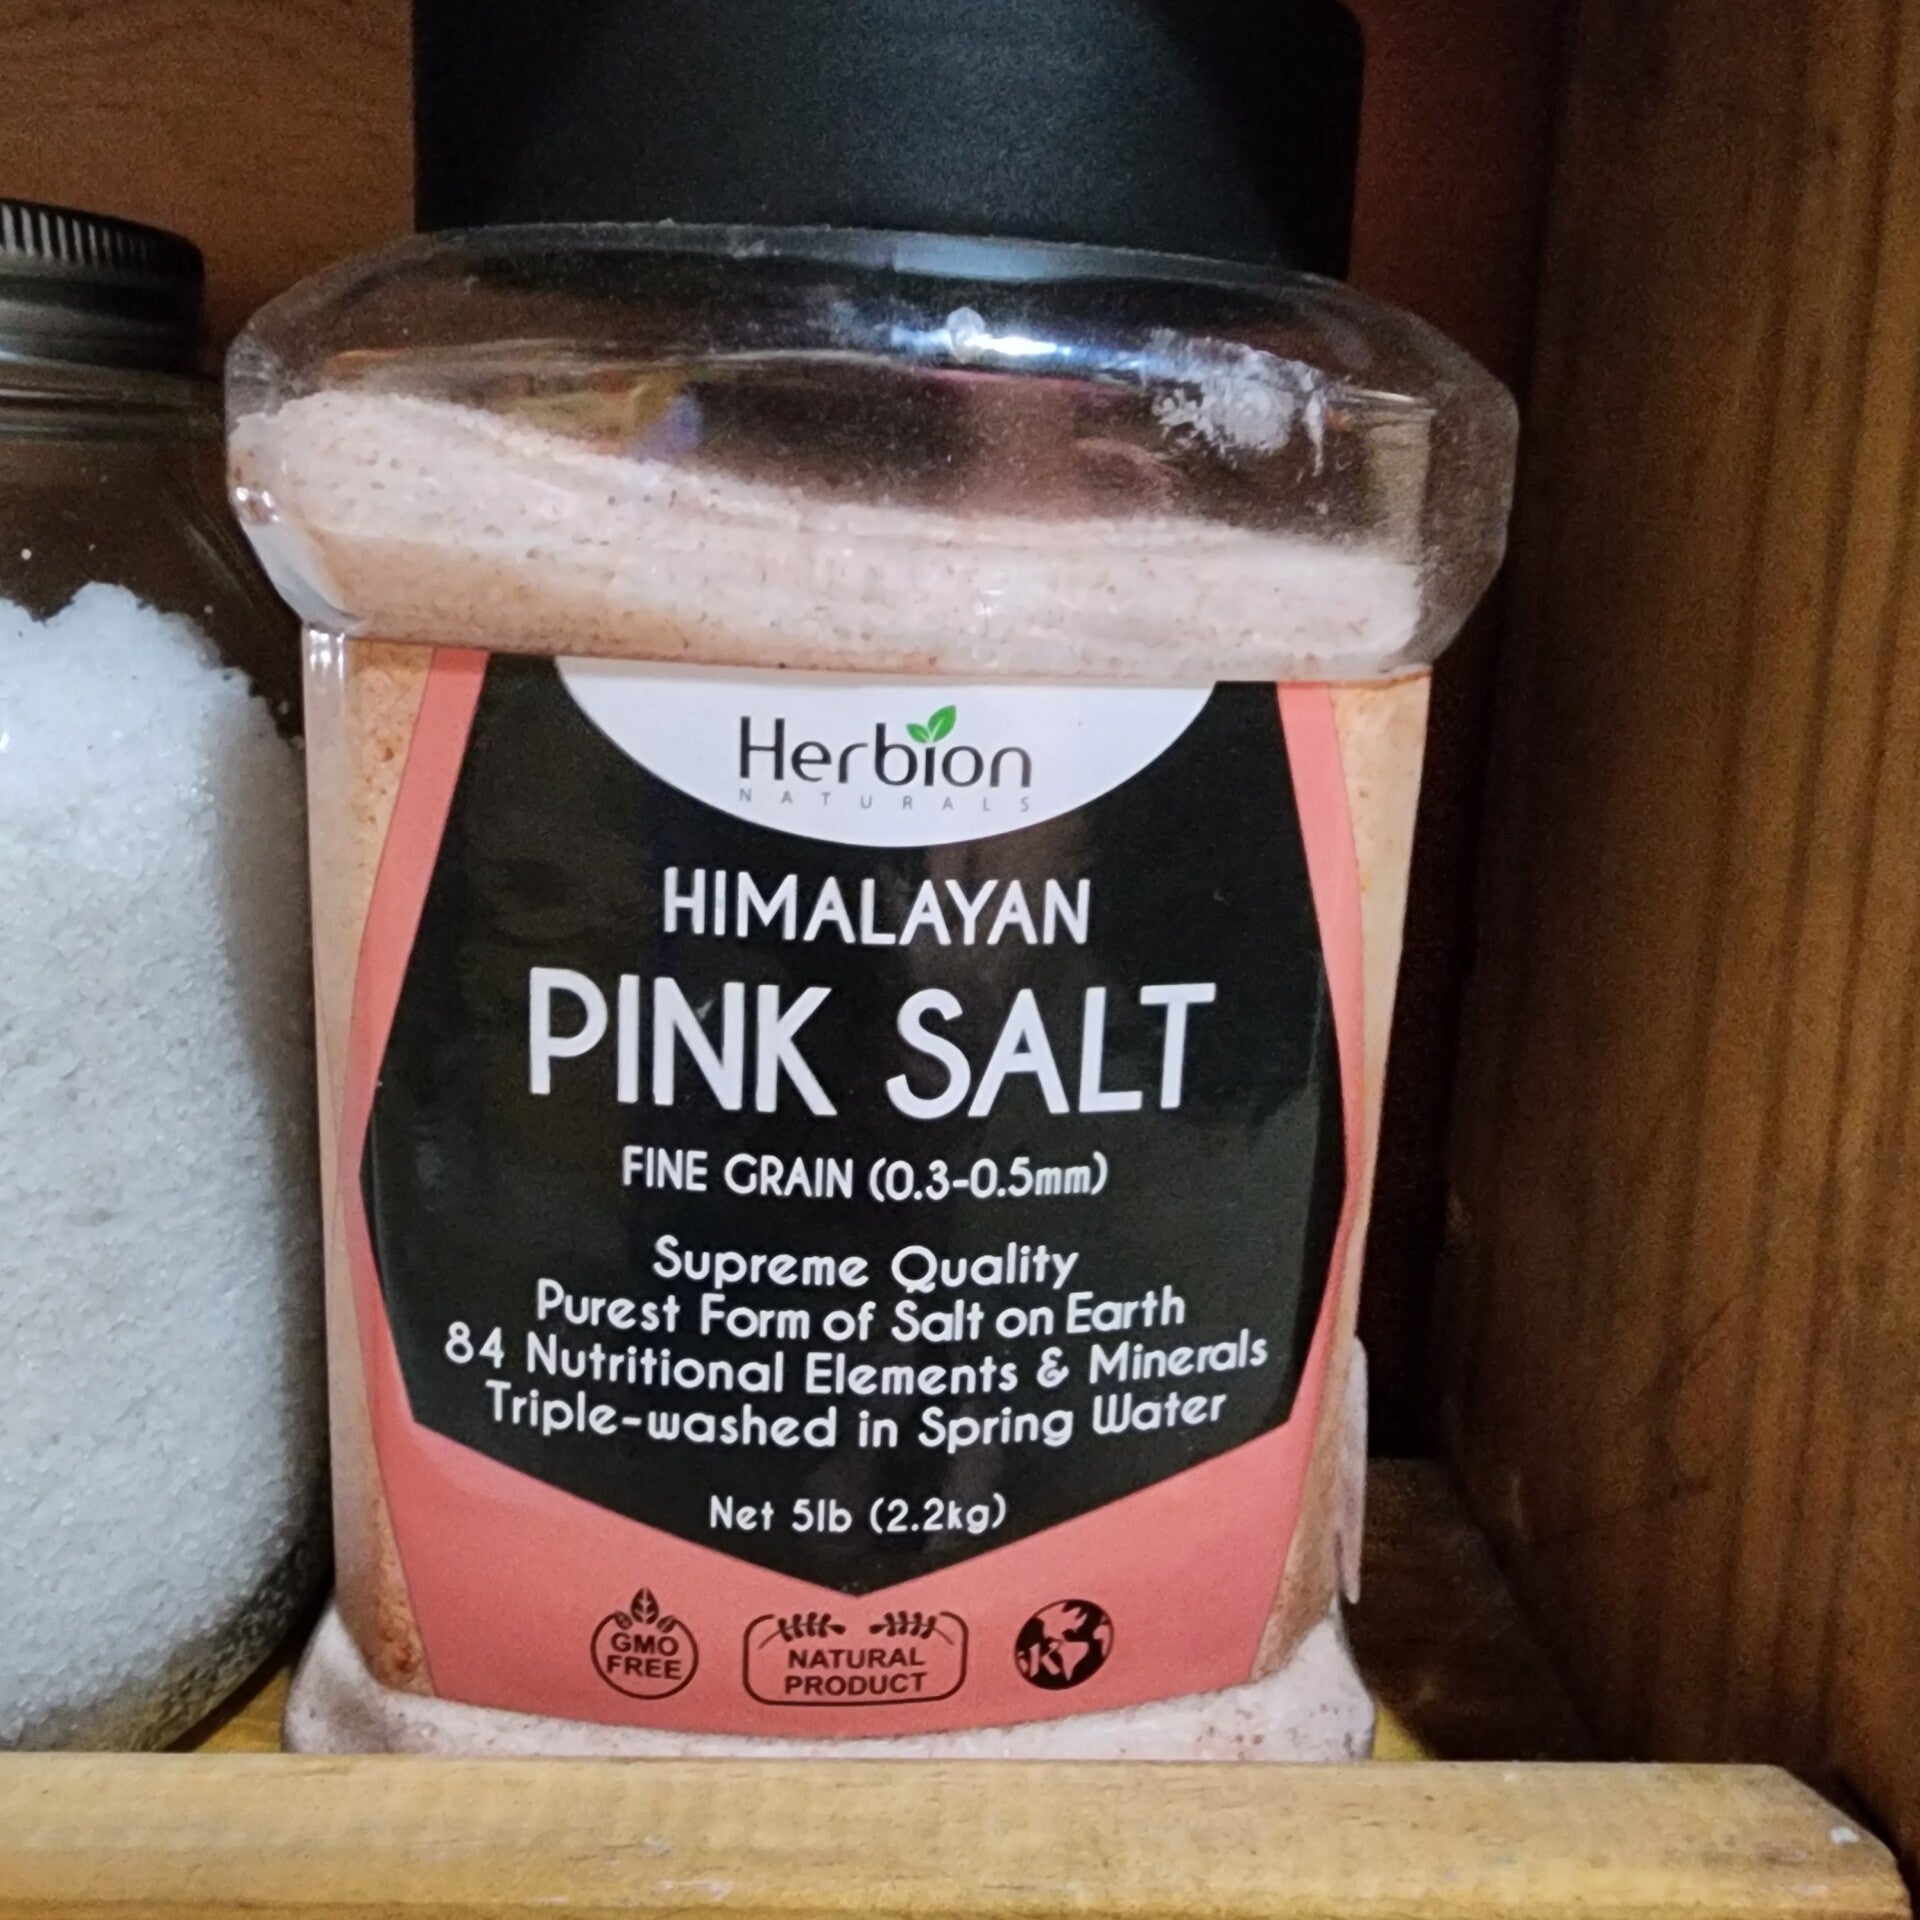 Herbion
NATURALS
HIMALAYAN
PINK SALT
FINE GRAIN (0.3-0.5mm)
Supreme Quality
Purest Form of Salt on Earth
84 Nutritional Elements & Minerals
Triple-washed in Spring Water
Net 5lb (2.2kg)
GMO
FREE
NATURAL
PRODUCT